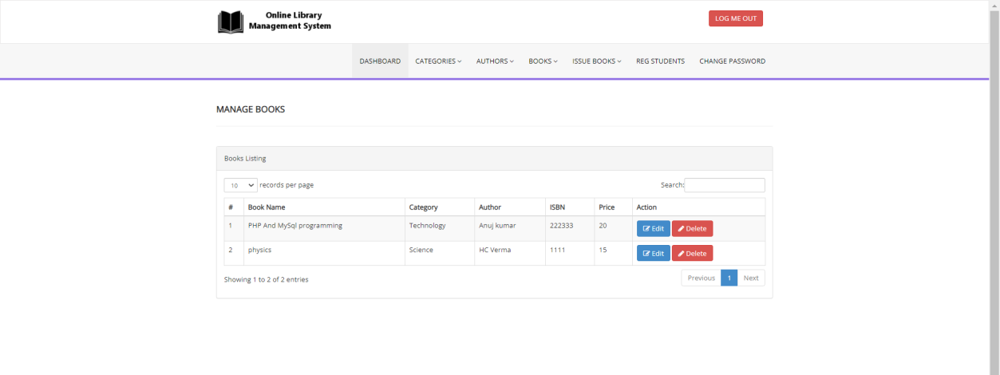 Online Library
Management System
LOG ME OUT
DASHBOARD CATEGORIES AUTHORS BOOKS ISSUE BOOKS REG STUDENTS CHANGE PASSWORD
MANAGE BOOKS
Books Listing
10 records per page Search:
# Book Name Category Author ISBN Price Action
1 PHP And MySql programming Technology Anuj kumar 222333 20 Edit Delete
2 physics Science HC Verma 1111 15 Edit Delete
Showing 1 to 2 of 2 entries Previous 1 Next